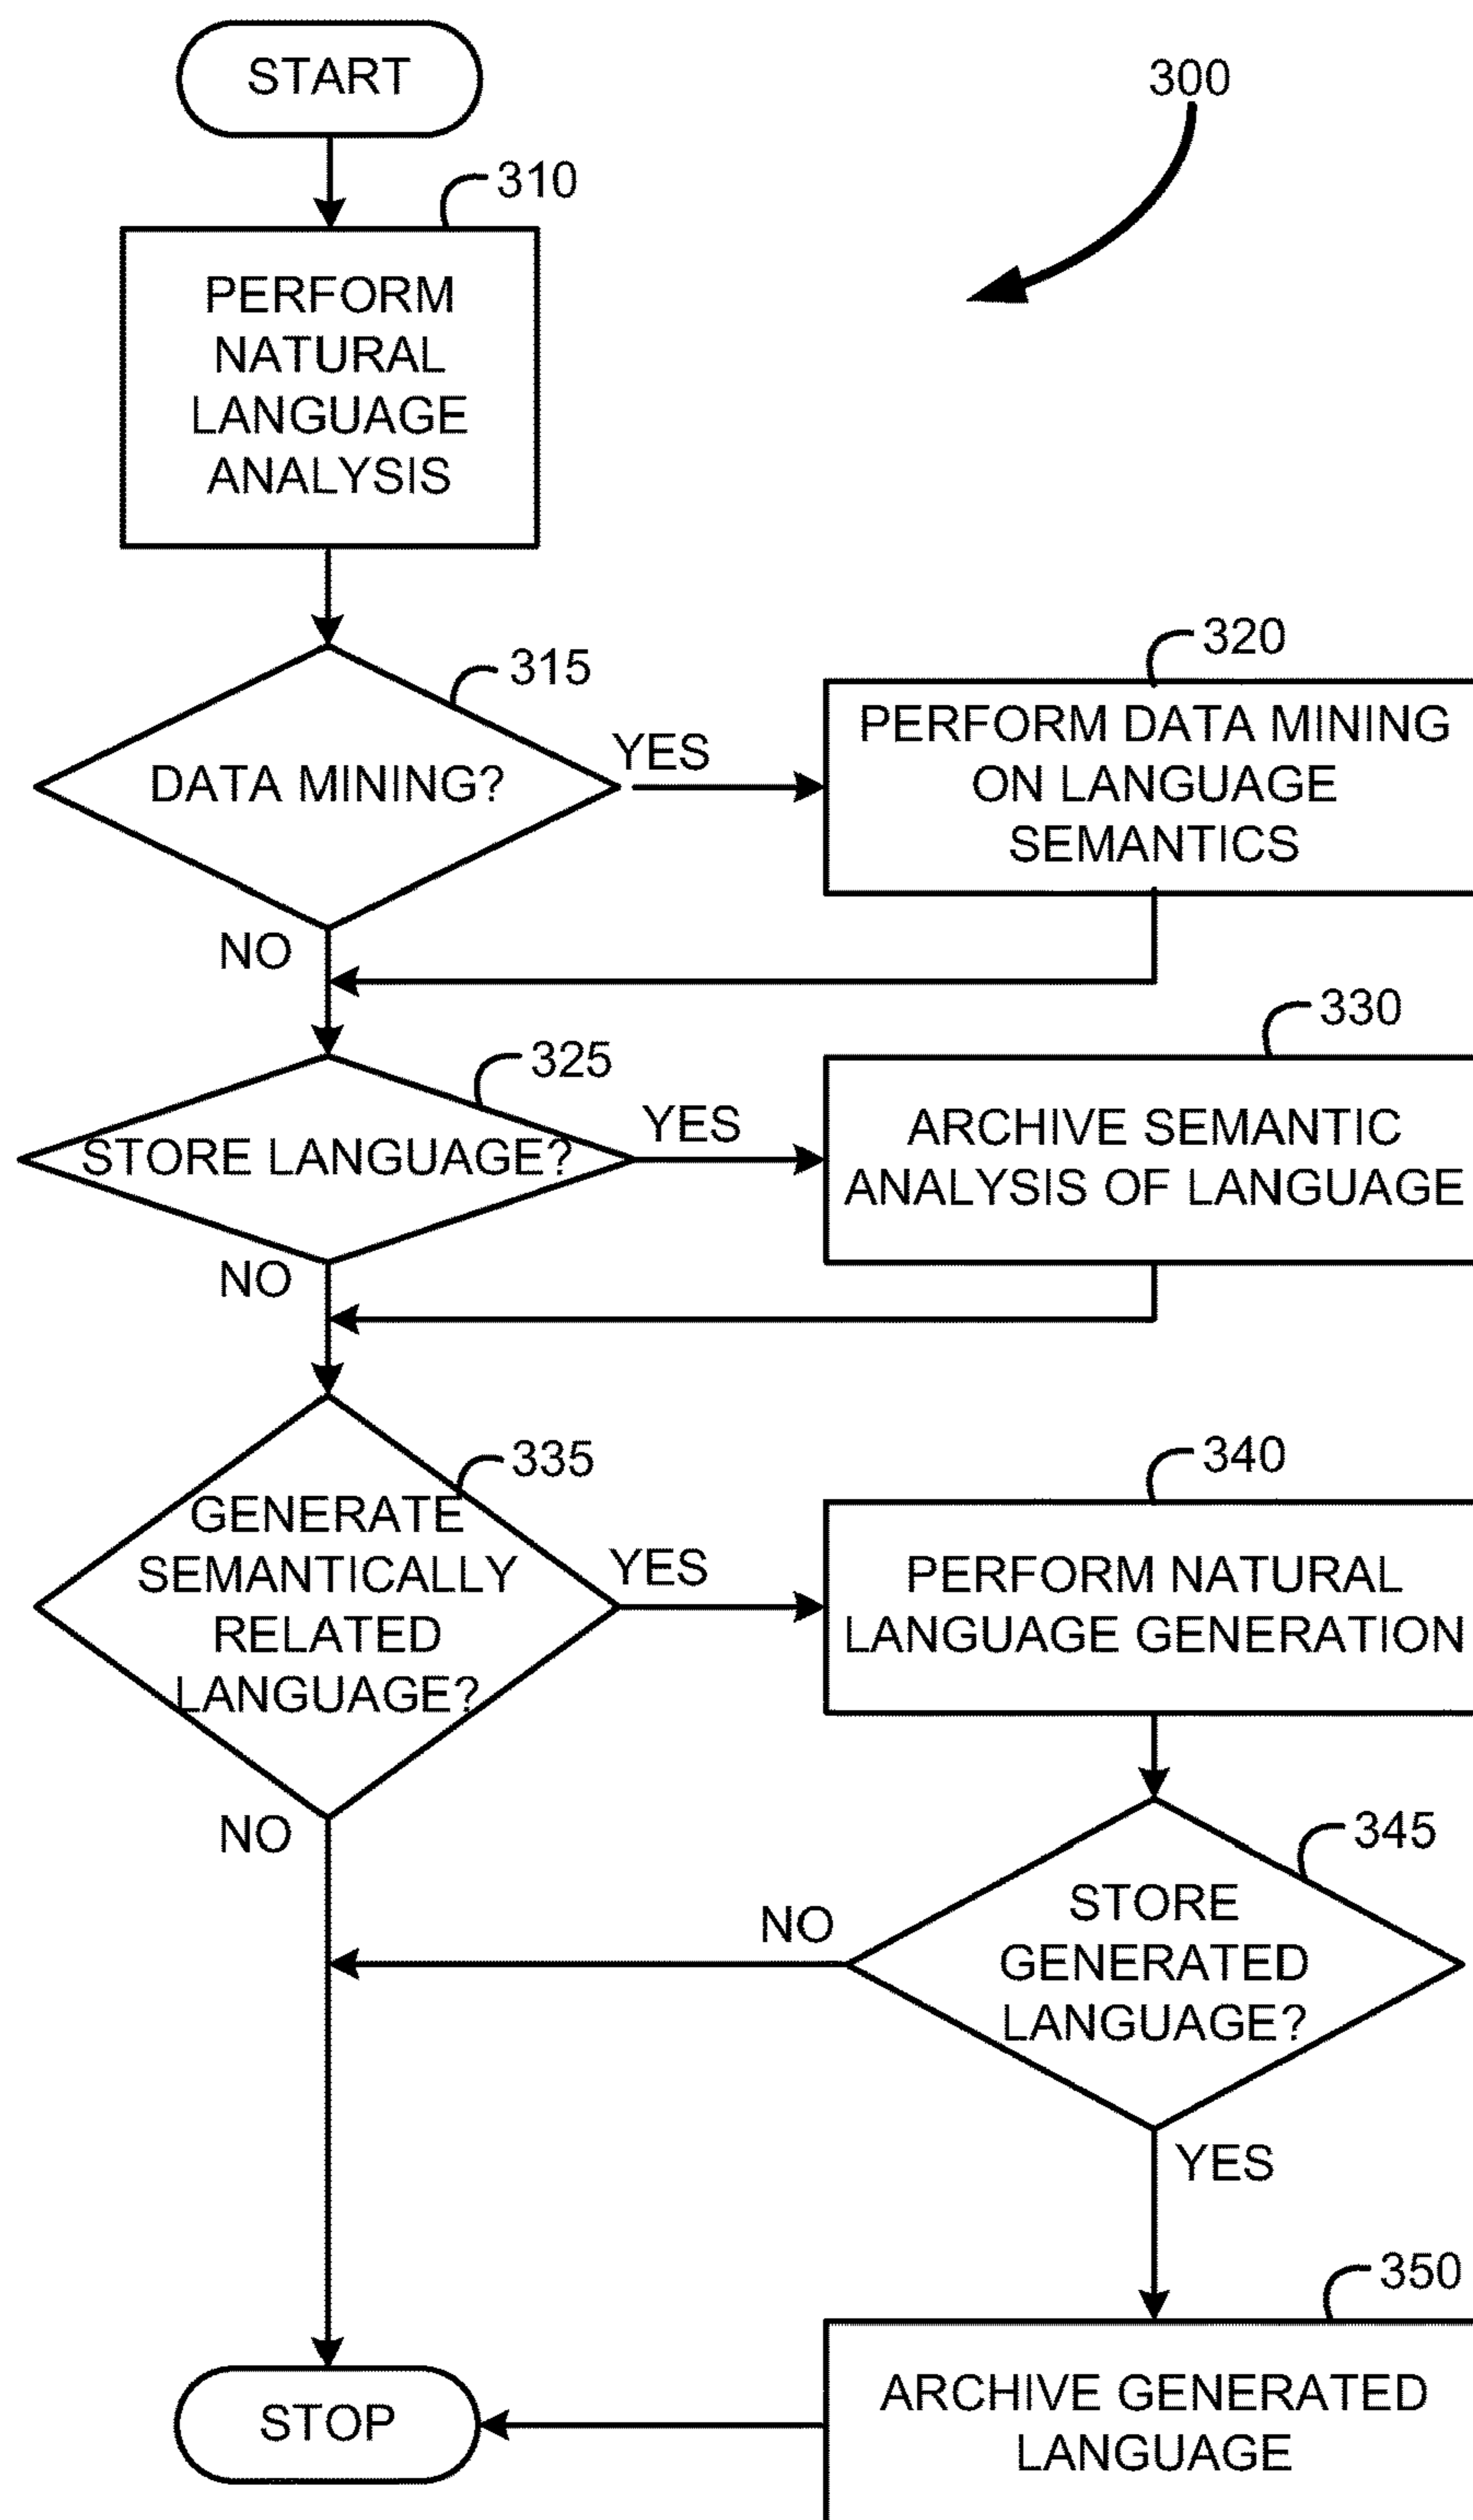 START
300
310
PERFORM
NATURAL
LANGUAGE
ANALYSIS
315
DATA MINING?
YES
320
PERFORM DATA MINING
ON LANGUAGE
SEMANTICS
NO
325
STORE LANGUAGE?
YES
330
ARCHIVE SEMANTIC
ANALYSIS OF LANGUAGE
NO
335
GENERATE
SEMANTICALLY
RELATED
LANGUAGE?
YES
340
PERFORM NATURAL
LANGUAGE GENERATION
NO
345
STORE
GENERATED
LANGUAGE?
NO
YES
350
ARCHIVE GENERATED
LANGUAGE
STOP